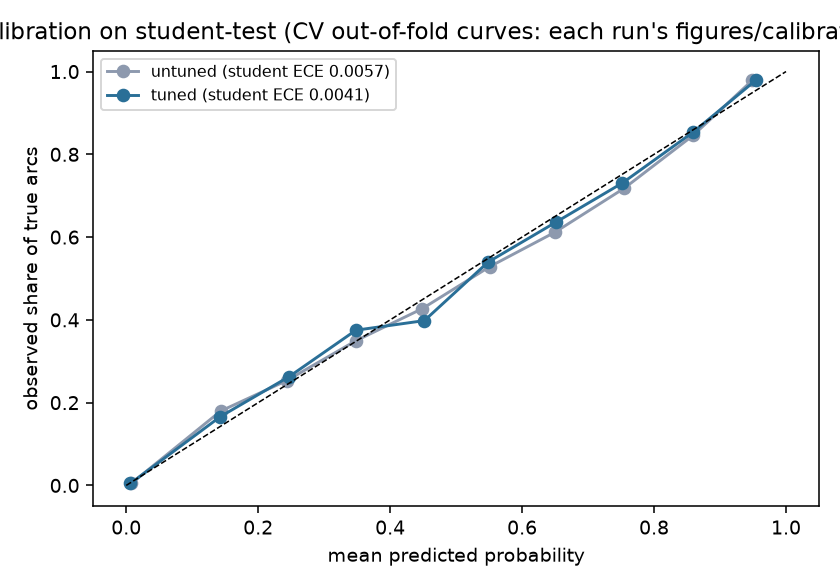 libration on student-test (CV out-of-fold curves: each run's figures/calibra
untuned (student ECE 0.0057)
tuned (student ECE 0.0041)
observed share of true arcs
1.0
0.8
0.6
0.4
0.2
0.0
0.0 0.2 0.4 0.6 0.8 1.0
mean predicted probability